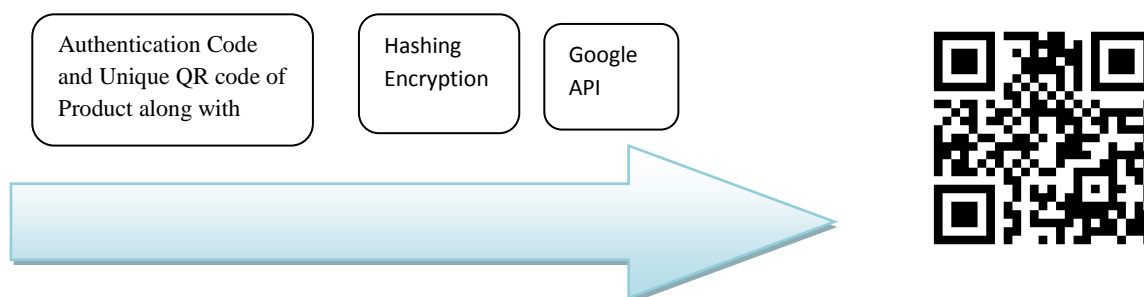 Authentication Code
and Unique QR code of
Product along with
Hashing
Encryption
Google
API